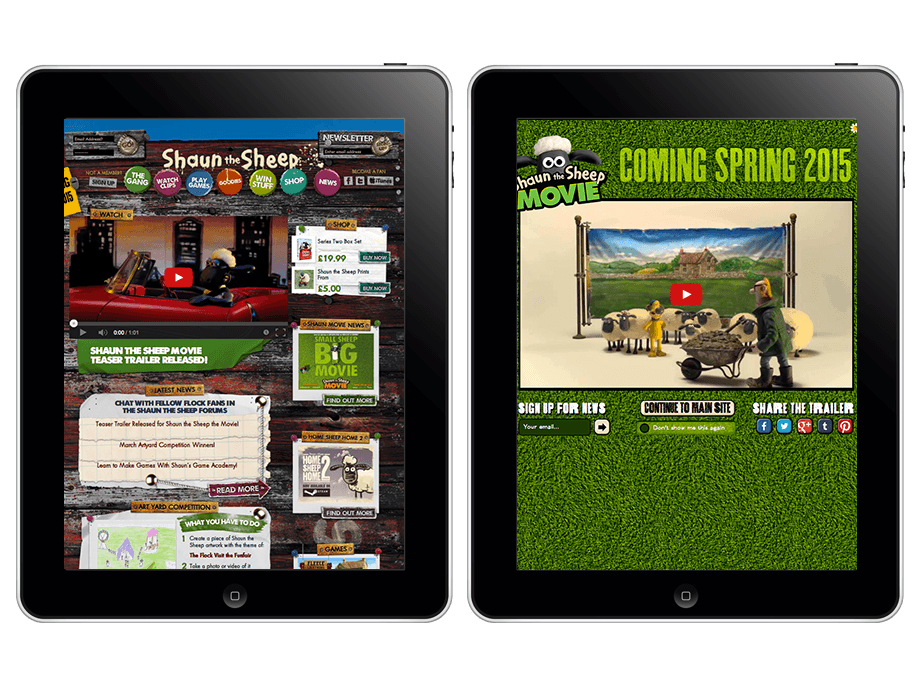 Email Address?
NEWSLETTER
Enter email address
Shaun the Sheep
NOT A MEMBER?
SIGN UP
THE GANG
WATCH CLIPS
PLAY GAMES
GOODIES
WIN STUFF
SHOP
NEWS
BECOME A FAN
f
t
iTunes
WATCH
0:00 / 1:01
SHAUN THE SHEEP MOVIE
TEASER TRAILER RELEASED!
SHOP
Series Two Box Set
£19.99
BUY NOW
Shaun the Sheep Prints
From
£5.00
BUY NOW
SHAUN MOVIE NEWS
SMALL SHEEP
BIG
MOVIE
Shaun the Sheep
MOVIE
FIND OUT MORE
LATEST NEWS
CHAT WITH FELLOW FLOCK FANS IN
THE SHAUN THE SHEEP FORUMS
Teaser Trailer Released for Shaun the Sheep the Movie!
March Artyard Competition Winners!
Learn to Make Games With Shaun's Game Academy!
READ MORE
HOME SHEEP HOME 2
HOME
SHEEP
HOME
2
FIND OUT MORE
ART YARD COMPETITION
WHAT YOU HAVE TO DO
1 Create a piece of Shaun the
Sheep artwork with the theme of:
The Flock Visit the Funfair
2 Take a photo or video of it
GAMES
Shaun the Sheep
MOVIE
COMING SPRING 2015
SIGN UP FOR NEWS
Your email...
CONTINUE TO MAIN SITE
Don't show me this again
SHARE THE TRAILER